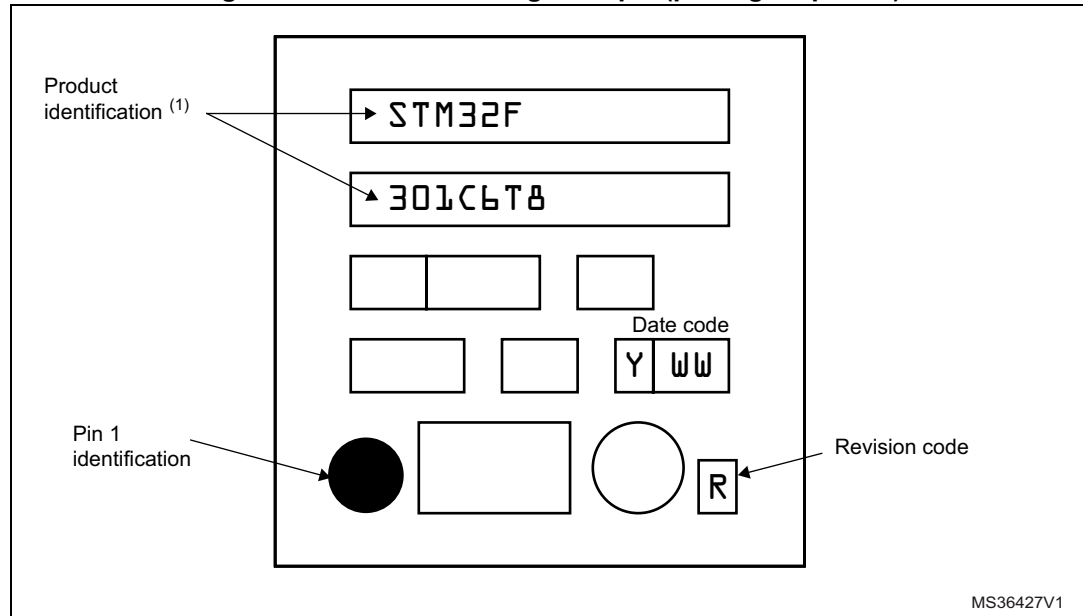 Product
identification (1)
STM32F
301C6T8
Date code
Y WW
Pin 1
identification
Revision code
R
MS36427V1